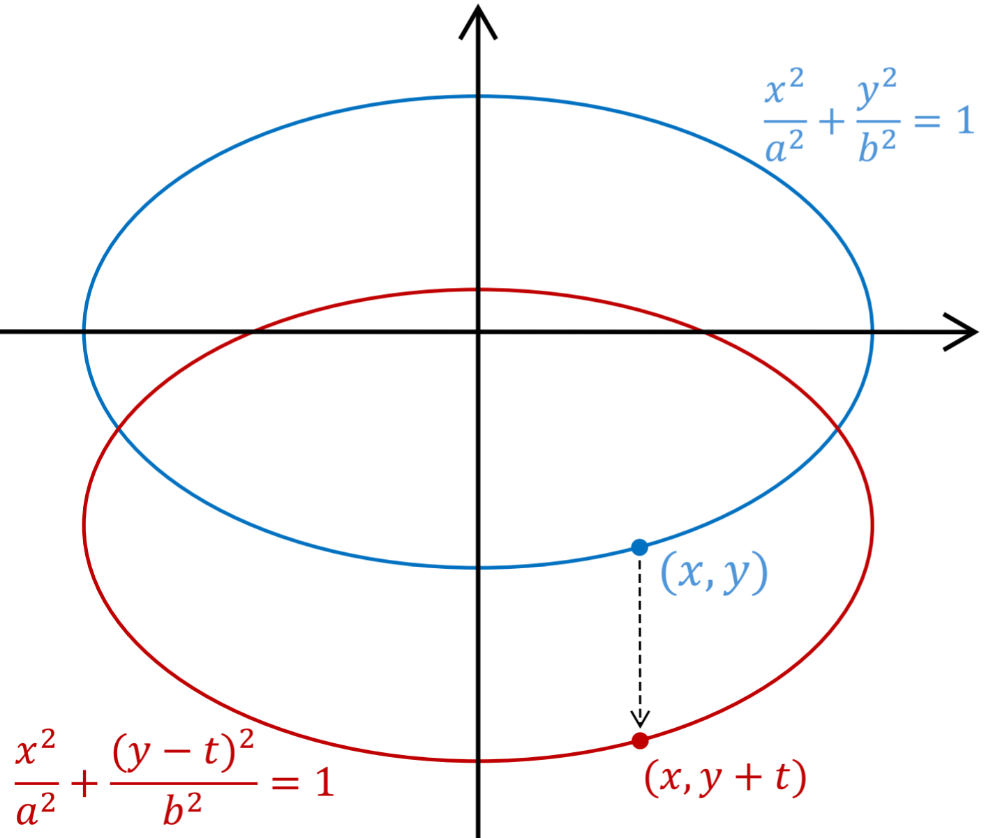 x²/a² + y²/b² = 1
(x, y)
x²/a² + (y − t)²/b² = 1
(x, y + t)